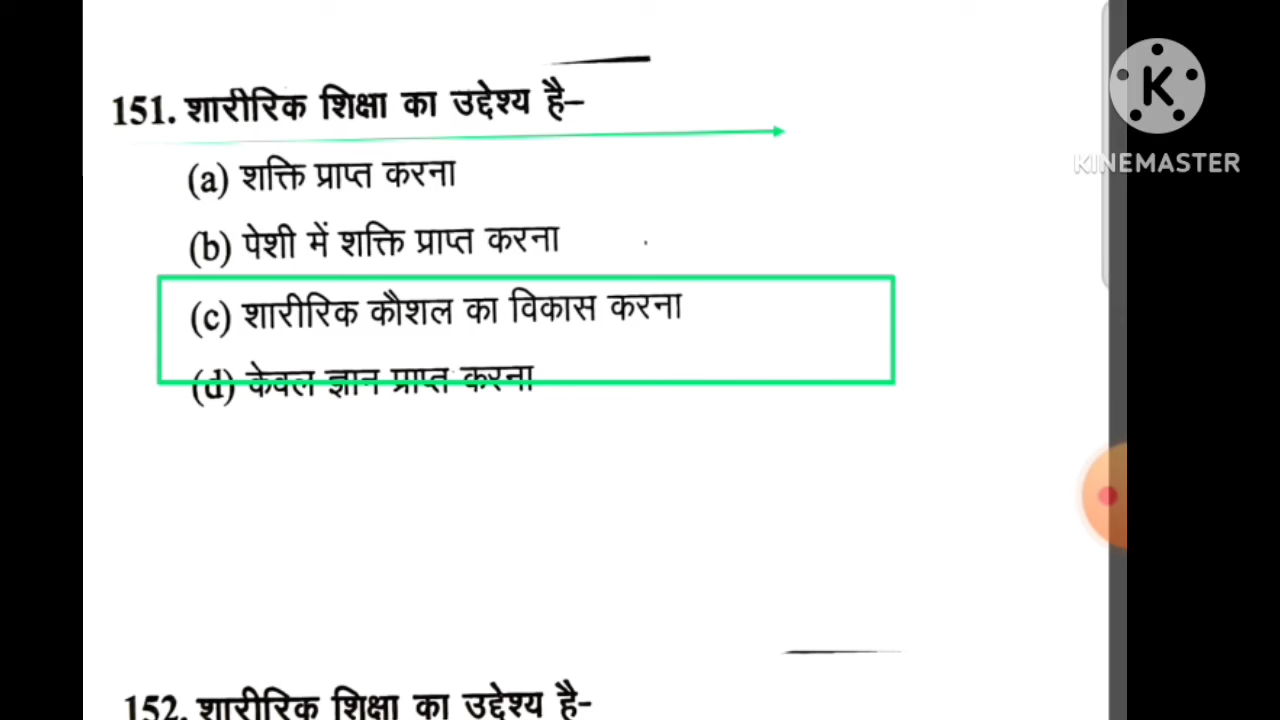 151. शारीरिक शिक्षा का उद्देश्य है–
(a) शक्ति प्राप्त करना
(b) पेशी में शक्ति प्राप्त करना
(c) शारीरिक कौशल का विकास करना
(d) केवल ज्ञान प्राप्त करना
152. शारीरिक शिक्षा का उद्देश्य है-
K
KINEMASTER